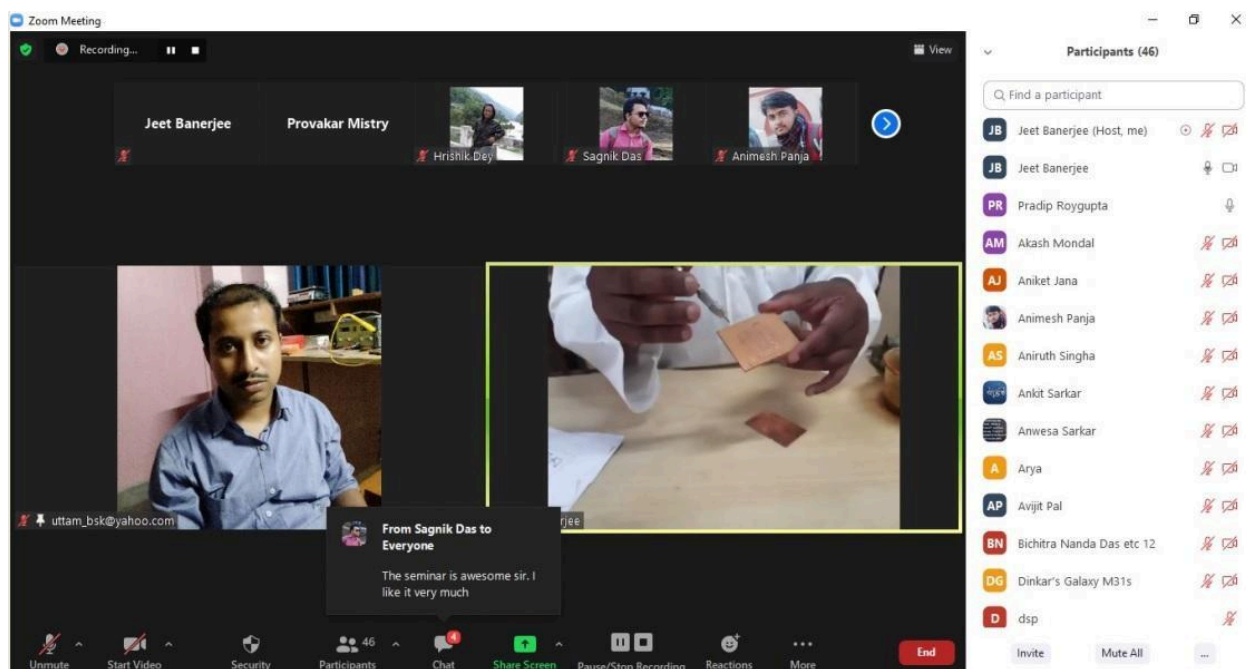 Zoom Meeting
Recording...
View
Participants (46)
Find a participant
Jeet Banerjee
Provakar Mistry
Hrishik Dey
Sagnik Das
Animesh Panja
JB Jeet Banerjee (Host, me)
JB Jeet Banerjee
PR Pradip Roygupta
AM Akash Mondal
AJ Aniket Jana
Animesh Panja
AS Aniruth Singha
Ankit Sarkar
Anwesa Sarkar
A Arya
AP Avijit Pal
BN Bichitra Nanda Das etc 12
DG Dinkar's Galaxy M31s
D dsp
uttam_bsk@yahoo.com
rjee
From Sagnik Das to
Everyone
The seminar is awesome sir. I
like it very much
Unmute
Start Video
Security
46
Participants
4
Chat
Share Screen
Pause/Stop Recording
Reactions
More
End
Invite
Mute All
...